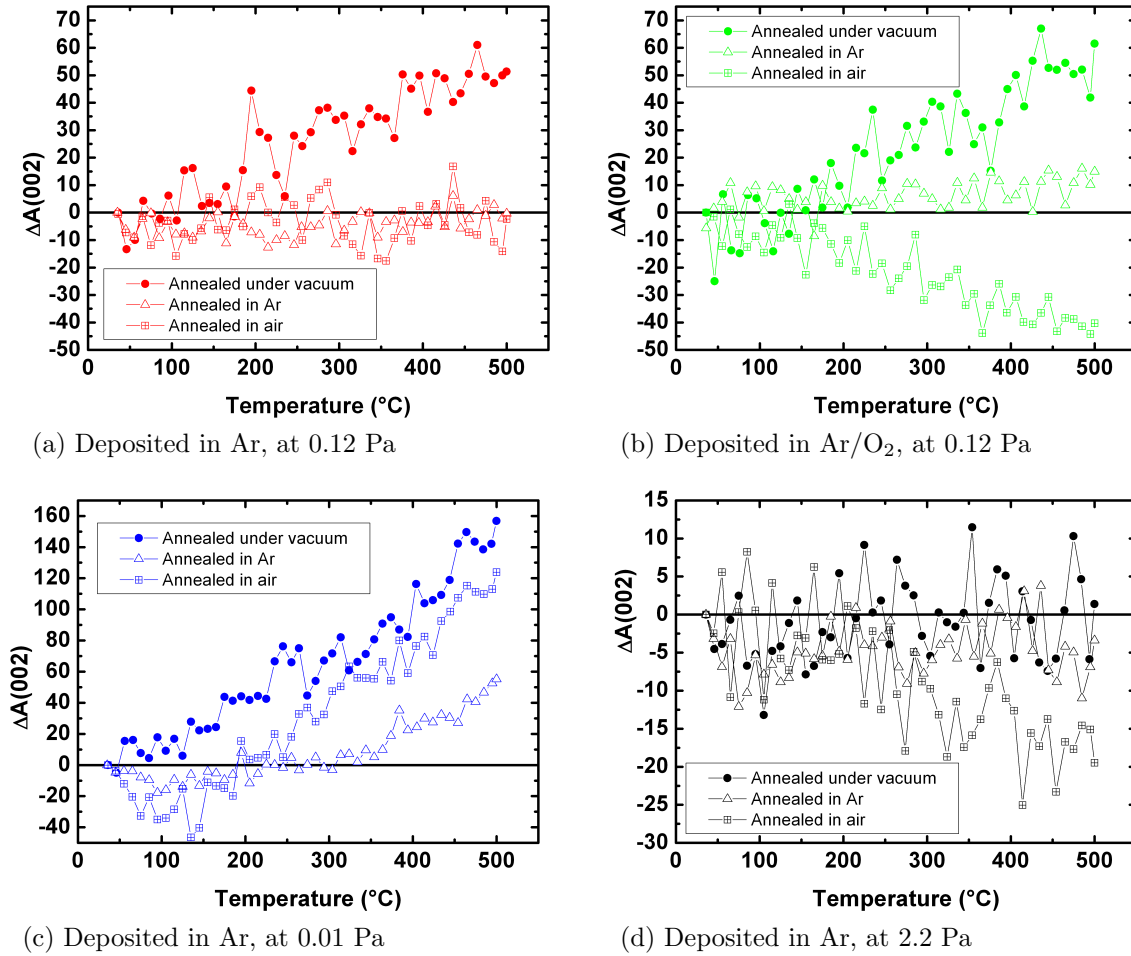 70
60
50
40
30
20
10
0
-10
-20
-30
-40
-50
ΔA(002)
Annealed under vacuum
Annealed in Ar
Annealed in air
0 100 200 300 400 500
Temperature (°C)
(a) Deposited in Ar, at 0.12 Pa
70
60
50
40
30
20
10
0
-10
-20
-30
-40
-50
ΔA(002)
Annealed under vacuum
Annealed in Ar
Annealed in air
0 100 200 300 400 500
Temperature (°C)
(b) Deposited in Ar/O₂, at 0.12 Pa
160
140
120
100
80
60
40
20
0
-20
-40
ΔA(002)
Annealed under vacuum
Annealed in Ar
Annealed in air
0 100 200 300 400 500
Temperature (°C)
(c) Deposited in Ar, at 0.01 Pa
15
10
5
0
-5
-10
-15
-20
-25
-30
ΔA(002)
Annealed under vacuum
Annealed in Ar
Annealed in air
0 100 200 300 400 500
Temperature (°C)
(d) Deposited in Ar, at 2.2 Pa